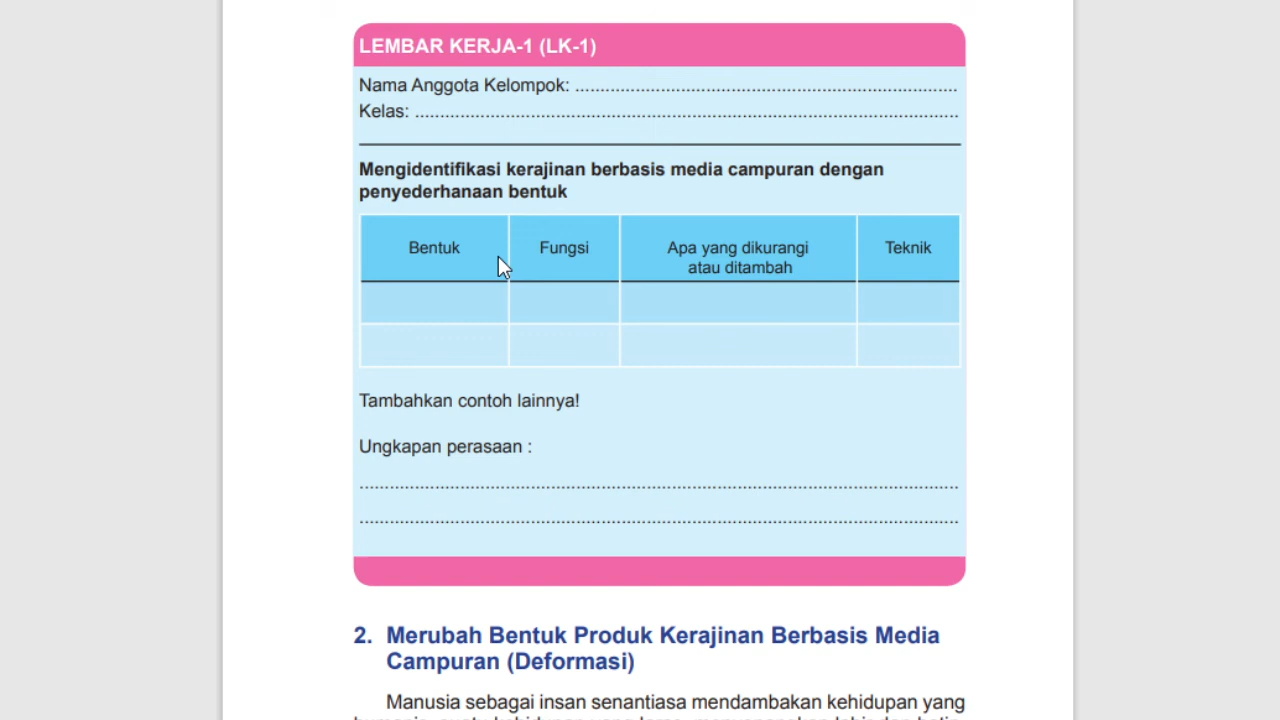 LEMBAR KERJA-1 (LK-1)
Nama Anggota Kelompok: ............................................................................
Kelas: ............................................................................................................
Mengidentifikasi kerajinan berbasis media campuran dengan
penyederhanaan bentuk
Bentuk
Fungsi
Apa yang dikurangi
atau ditambah
Teknik
Tambahkan contoh lainnya!
Ungkapan perasaan :
.......................................................................................................................
.......................................................................................................................
2. Merubah Bentuk Produk Kerajinan Berbasis Media
Campuran (Deformasi)
Manusia sebagai insan senantiasa mendambakan kehidupan yang